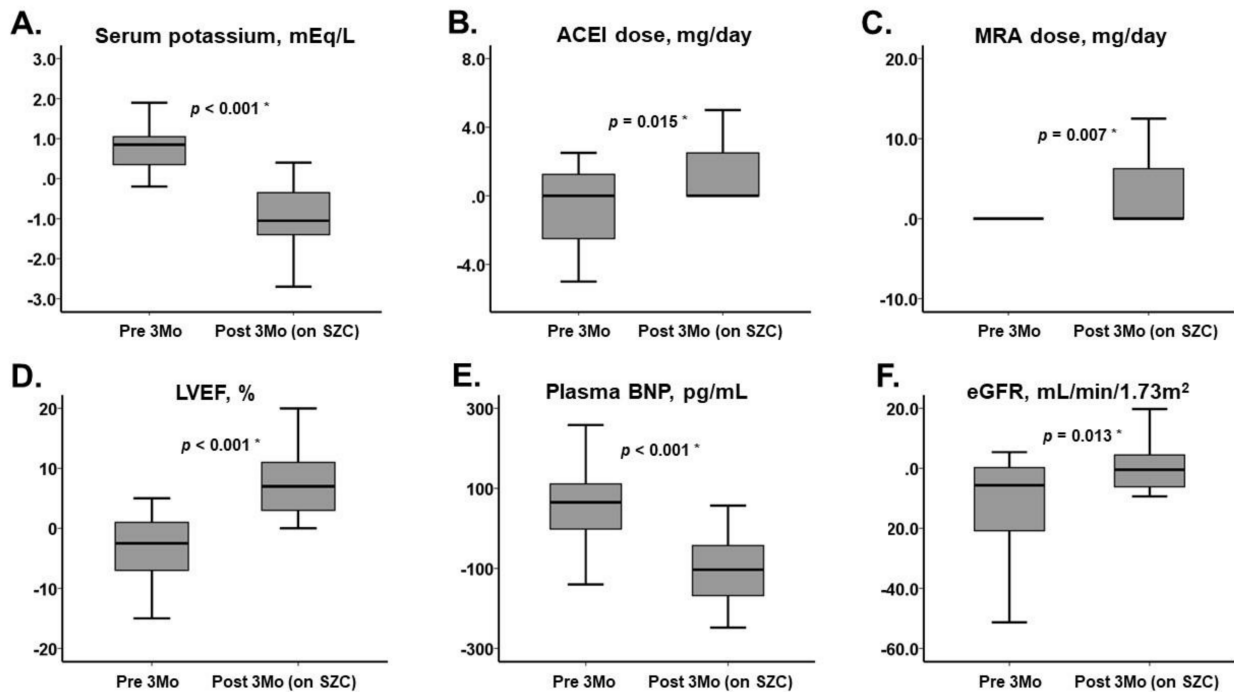 A.
Serum potassium, mEq/L
3.0
2.0
1.0
.0
-1.0
-2.0
-3.0
p < 0.001 *
Pre 3Mo
Post 3Mo (on SZC)
B.
ACEI dose, mg/day
8.0
4.0
.0
-4.0
p = 0.015 *
Pre 3Mo
Post 3Mo (on SZC)
C.
MRA dose, mg/day
20.0
10.0
.0
-10.0
p = 0.007 *
Pre 3Mo
Post 3Mo (on SZC)
D.
LVEF, %
20
10
0
-10
-20
p < 0.001 *
Pre 3Mo
Post 3Mo (on SZC)
E.
Plasma BNP, pg/mL
300
100
-100
-300
p < 0.001 *
Pre 3Mo
Post 3Mo (on SZC)
F.
eGFR, mL/min/1.73m²
20.0
.0
20.0
-40.0
-60.0
p = 0.013 *
Pre 3Mo
Post 3Mo (on SZC)